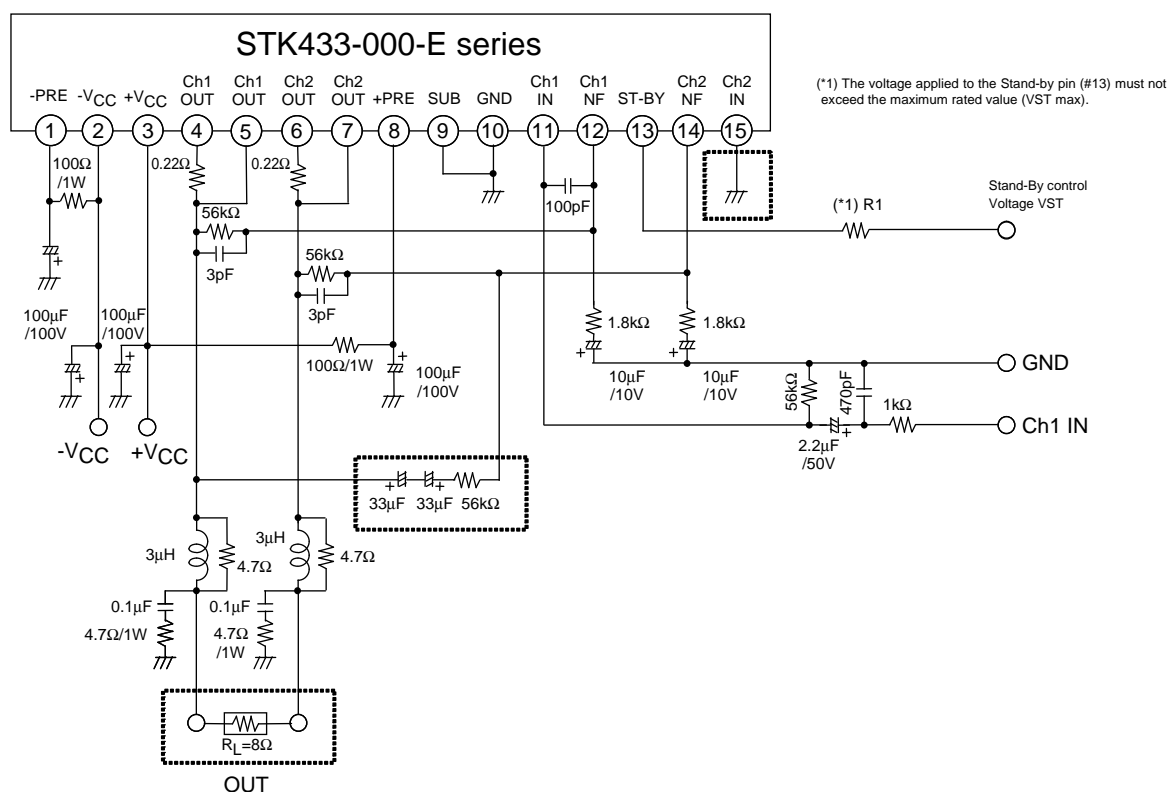 STK433-000-E series
-PRE -VCC +VCC Ch1 OUT Ch1 OUT Ch2 OUT Ch2 OUT +PRE SUB GND Ch1 IN Ch1 NF ST-BY Ch2 NF Ch2 IN
1 2 3 4 5 6 7 8 9 10 11 12 13 14 15
(*1) The voltage applied to the Stand-by pin (#13) must not
exceed the maximum rated value (VST max).
100Ω
/1W
0.22Ω
0.22Ω
100pF
Stand-By control
Voltage VST
(*1) R1
+
56kΩ
3pF
56kΩ
3pF
100µF
/100V
+
100µF
/100V
+
100Ω/1W
+
100µF
/100V
1.8kΩ
+
10µF
/10V
1.8kΩ
+
10µF
/10V
GND
56kΩ
470pF
1kΩ
+
2.2µF
/50V
Ch1 IN
-VCC
+VCC
+
33µF
+
33µF
56kΩ
3µH
4.7Ω
3µH
4.7Ω
0.1µF
4.7Ω/1W
0.1µF
4.7Ω
/1W
RL=8Ω
OUT